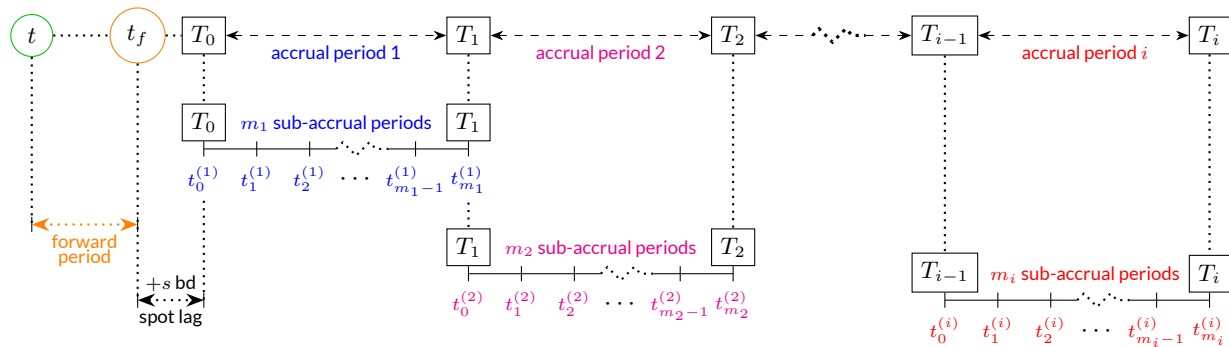 t t_f T_0 T_1 T_2 T_{i−1} T_i
accrual period 1 accrual period 2 accrual period i
T_0 m_1 sub-accrual periods T_1
t_0^{(1)} t_1^{(1)} t_2^{(1)} ⋯ t_{m_1−1}^{(1)} t_{m_1}^{(1)}
forward
period
T_1 m_2 sub-accrual periods T_2
t_0^{(2)} t_1^{(2)} t_2^{(2)} ⋯ t_{m_2−1}^{(2)} t_{m_2}^{(2)}
+s bd
spot lag
T_{i−1} m_i sub-accrual periods T_i
t_0^{(i)} t_1^{(i)} t_2^{(i)} ⋯ t_{m_i−1}^{(i)} t_{m_i}^{(i)}